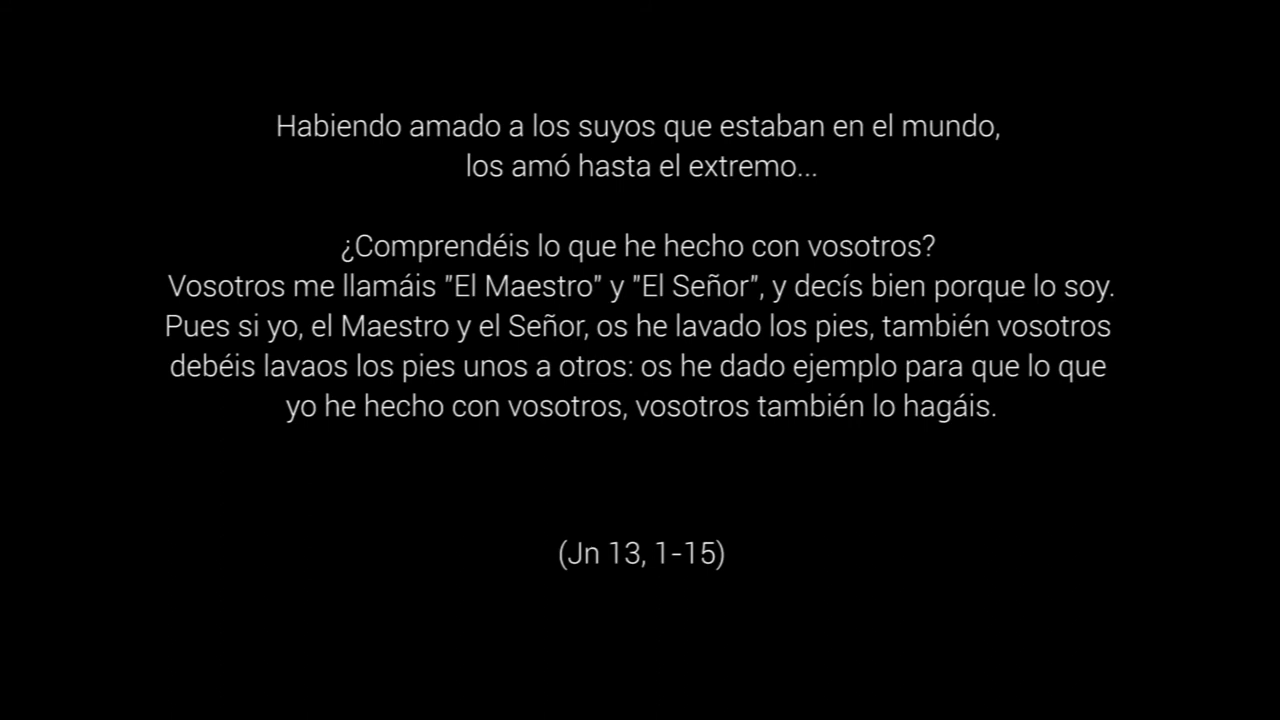 Habiendo amado a los suyos que estaban en el mundo,
los amó hasta el extremo...
¿Comprendéis lo que he hecho con vosotros?
Vosotros me llamáis "El Maestro" y "El Señor", y decís bien porque lo soy.
Pues si yo, el Maestro y el Señor, os he lavado los pies, también vosotros
debéis lavaos los pies unos a otros: os he dado ejemplo para que lo que
yo he hecho con vosotros, vosotros también lo hagáis.
(Jn 13, 1-15)